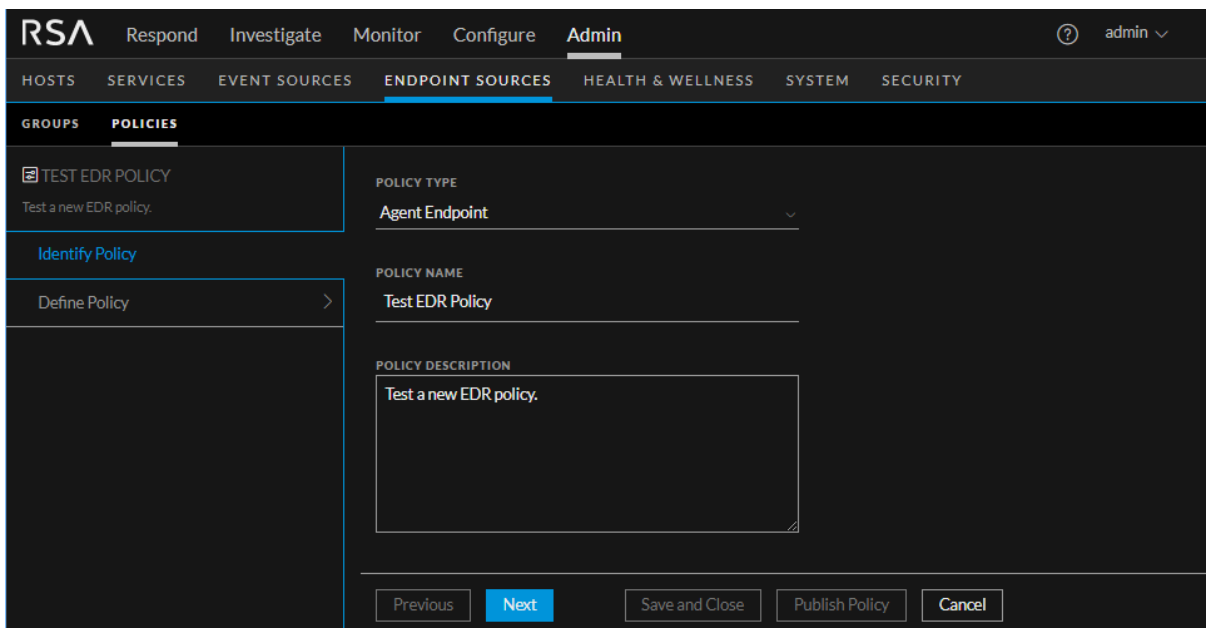 RSA Respond Investigate Monitor Configure Admin admin
HOSTS SERVICES EVENT SOURCES ENDPOINT SOURCES HEALTH & WELLNESS SYSTEM SECURITY
GROUPS POLICIES
TEST EDR POLICY
Test a new EDR policy.
Identify Policy
Define Policy
POLICY TYPE
Agent Endpoint
POLICY NAME
Test EDR Policy
POLICY DESCRIPTION
Test a new EDR policy.
Previous Next Save and Close Publish Policy Cancel